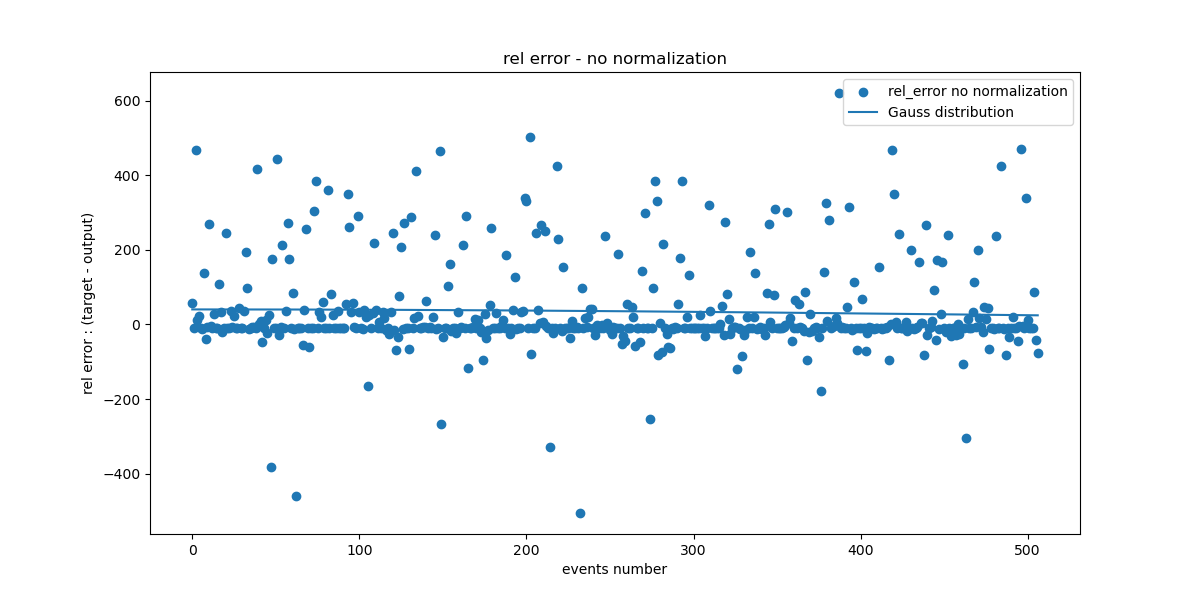 rel error - no normalization
rel_error no normalization
Gauss distribution
rel error : (target - output)
600
400
200
0
−200
−400
0 100 200 300 400 500
events number